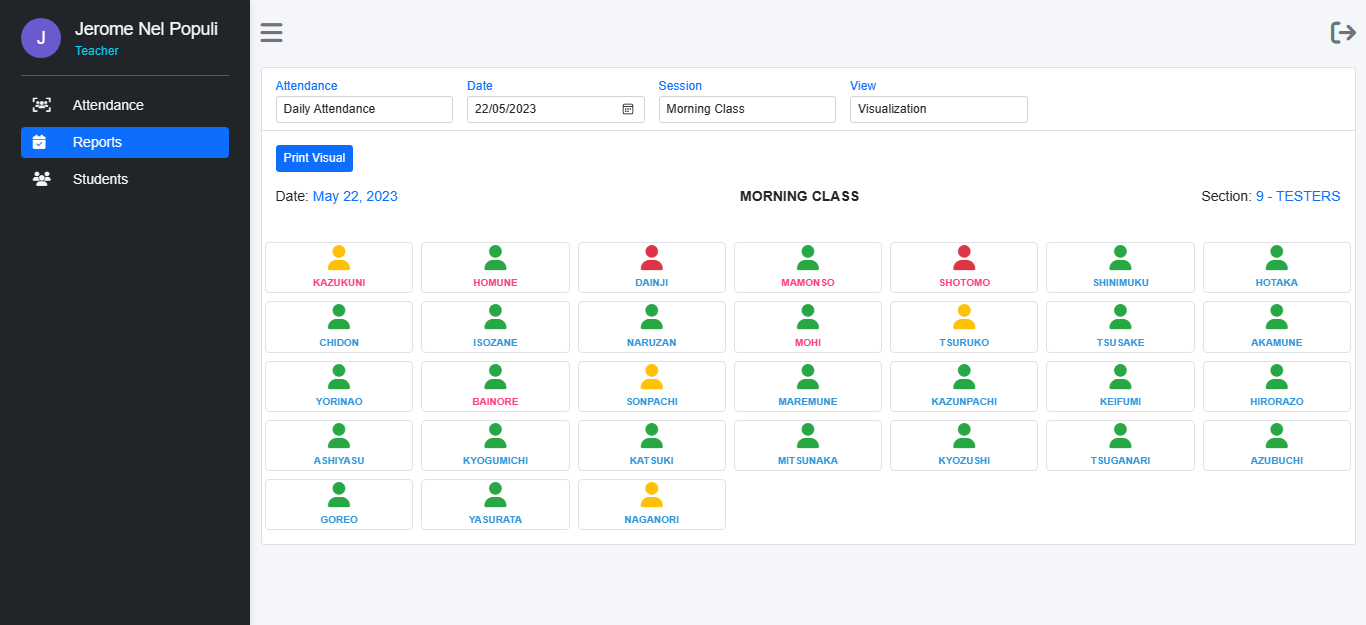 J
Jerome Nel Populi
Teacher
Attendance
Reports
Students
Attendance Date Session View
Daily Attendance 22/05/2023 Morning Class Visualization
Print Visual
Date: May 22, 2023 MORNING CLASS Section: 9 - TESTERS
KAZUKUNI HOMUNE DAINJI MAMONSO SHOTOMO SHINIMUKU HOTAKA
CHIDON ISOZANE NARUZAN MOHI TSURUKO TSUSAKE AKAMUNE
YORINAO BAINORE SONPACHI MAREMUNE KAZUNPACHI KEIFUMI HIRORAZO
ASHIYASU KYOGUMICHI KATSUKI MITSUNAKA KYOZUSHI TSUGANARI AZUBUCHI
GOREO YASURATA NAGANORI